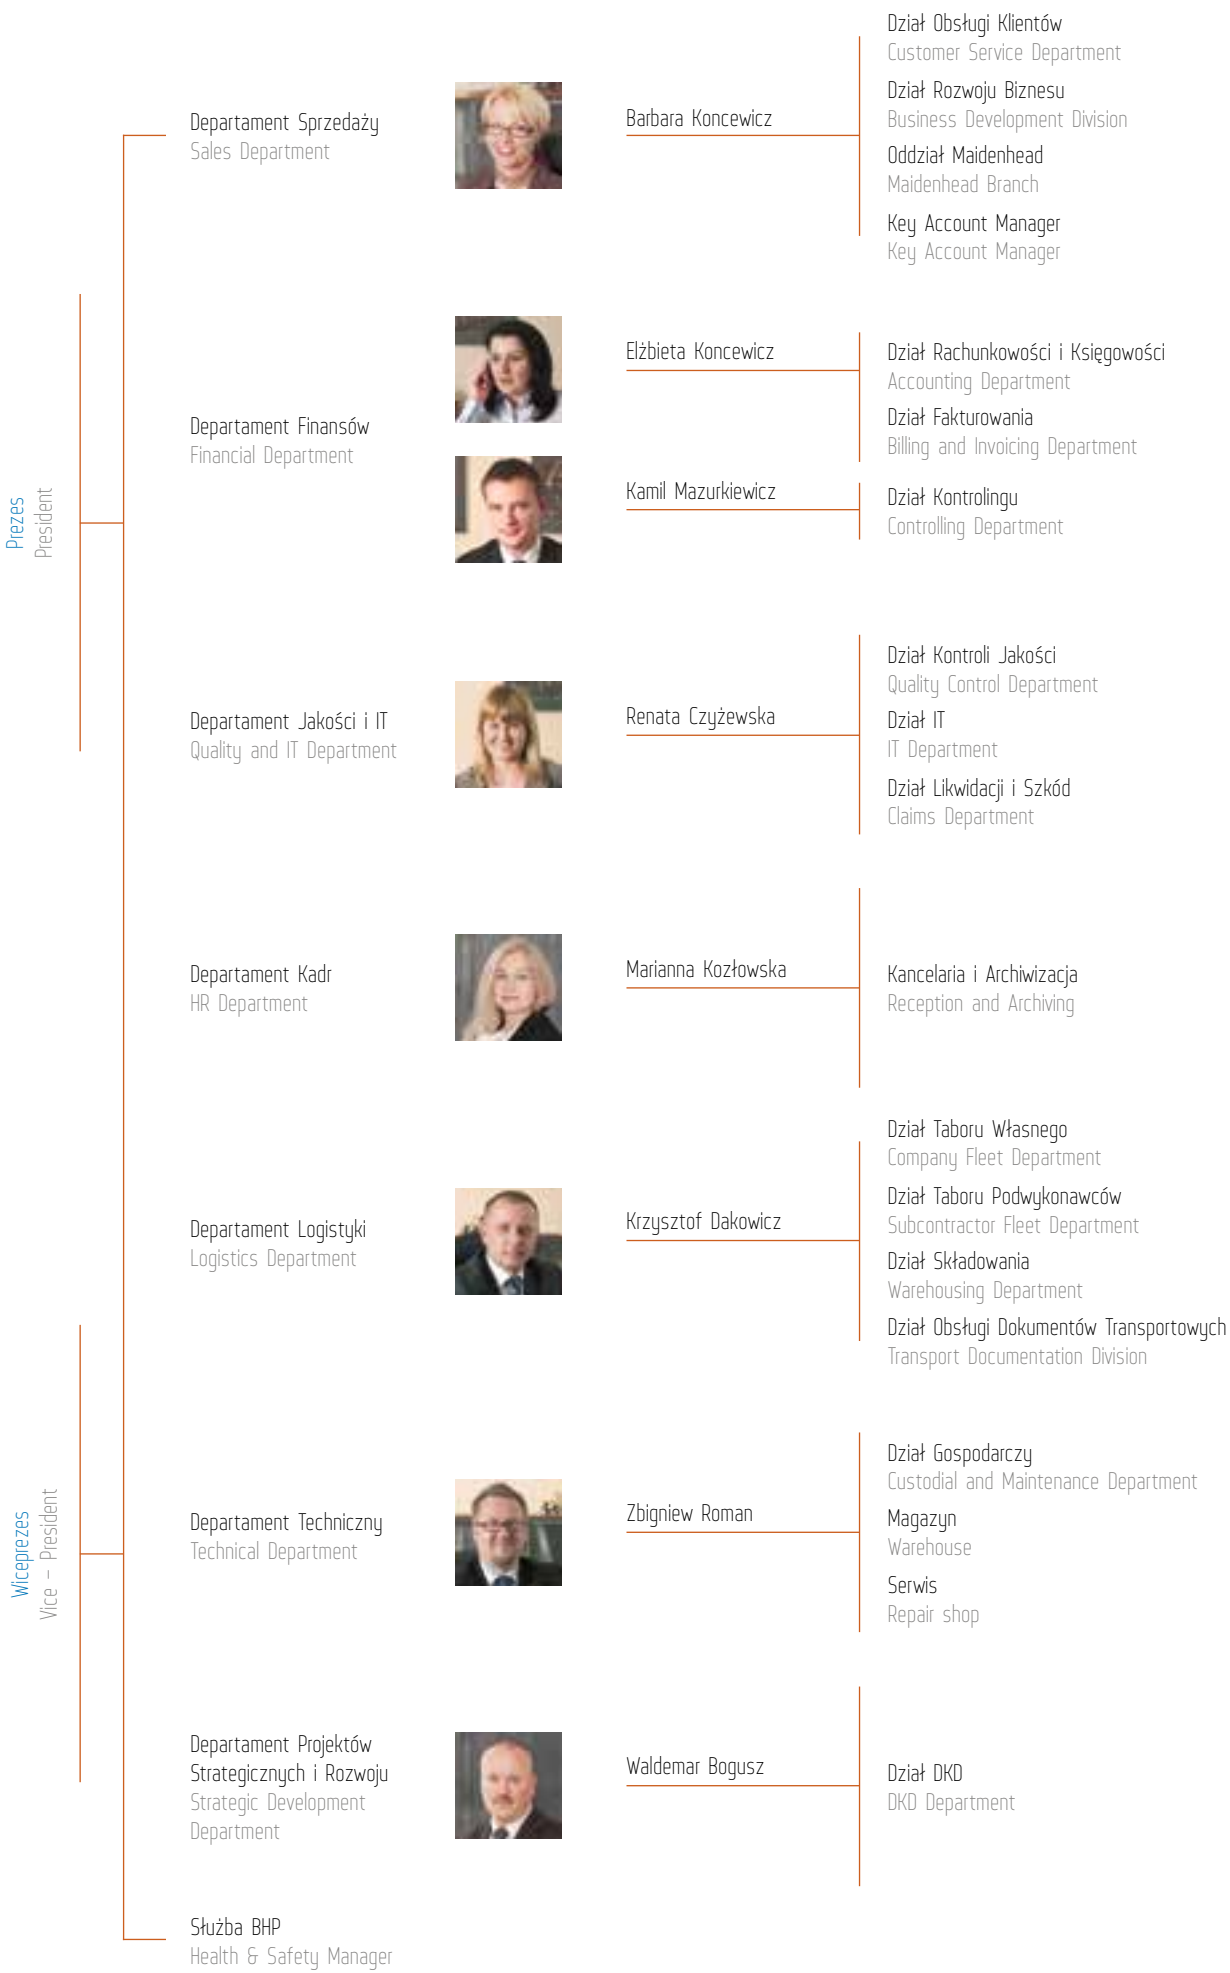 Prezes
President
Departament Sprzedaży
Sales Department
Barbara Koncewicz
Dział Obsługi Klientów
Customer Service Department
Dział Rozwoju Biznesu
Business Development Division
Oddział Maidenhead
Maidenhead Branch
Key Account Manager
Key Account Manager
Departament Finansów
Financial Department
Elżbieta Koncewicz
Dział Rachunkowości i Księgowości
Accounting Department
Dział Fakturowania
Billing and Invoicing Department
Kamil Mazurkiewicz
Dział Kontrolingu
Controlling Department
Departament Jakości i IT
Quality and IT Department
Renata Czyżewska
Dział Kontroli Jakości
Quality Control Department
Dział IT
IT Department
Dział Likwidacji i Szkód
Claims Department
Departament Kadr
HR Department
Marianna Kozłowska
Kancelaria i Archiwizacja
Reception and Archiving
Wiceprezes
Vice – President
Departament Logistyki
Logistics Department
Krzysztof Dakowicz
Dział Taboru Własnego
Company Fleet Department
Dział Taboru Podwykonawców
Subcontractor Fleet Department
Dział Składowania
Warehousing Department
Dział Obsługi Dokumentów Transportowych
Transport Documentation Division
Departament Techniczny
Technical Department
Zbigniew Roman
Dział Gospodarczy
Custodial and Maintenance Department
Magazyn
Warehouse
Serwis
Repair shop
Departament Projektów
Strategicznych i Rozwoju
Strategic Development
Department
Waldemar Bogusz
Dział DKD
DKD Department
Służba BHP
Health & Safety Manager